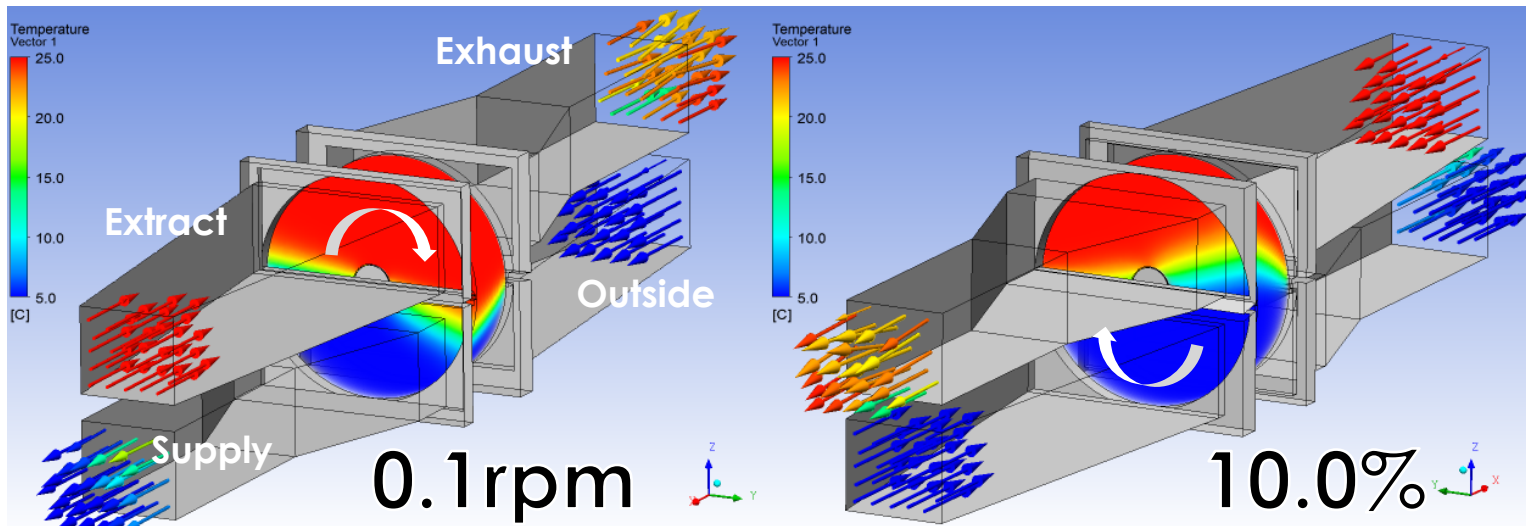 Temperature
Vector 1
25.0
20.0
15.0
10.0
5.0
[C]
Exhaust
Extract
Outside
Supply
0.1rpm
Z
X
Y
Temperature
Vector 1
25.0
20.0
15.0
10.0
5.0
[C]
10.0%
Z
Y
X